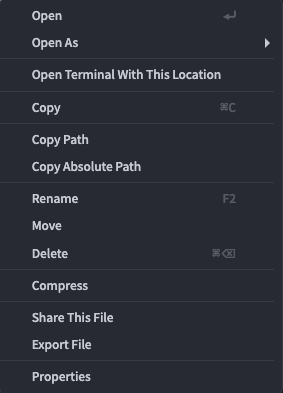 Open ↵
Open As ▶
Open Terminal With This Location
Copy ⌘C
Copy Path
Copy Absolute Path
Rename F2
Move
Delete ⌘⌫
Compress
Share This File
Export File
Properties